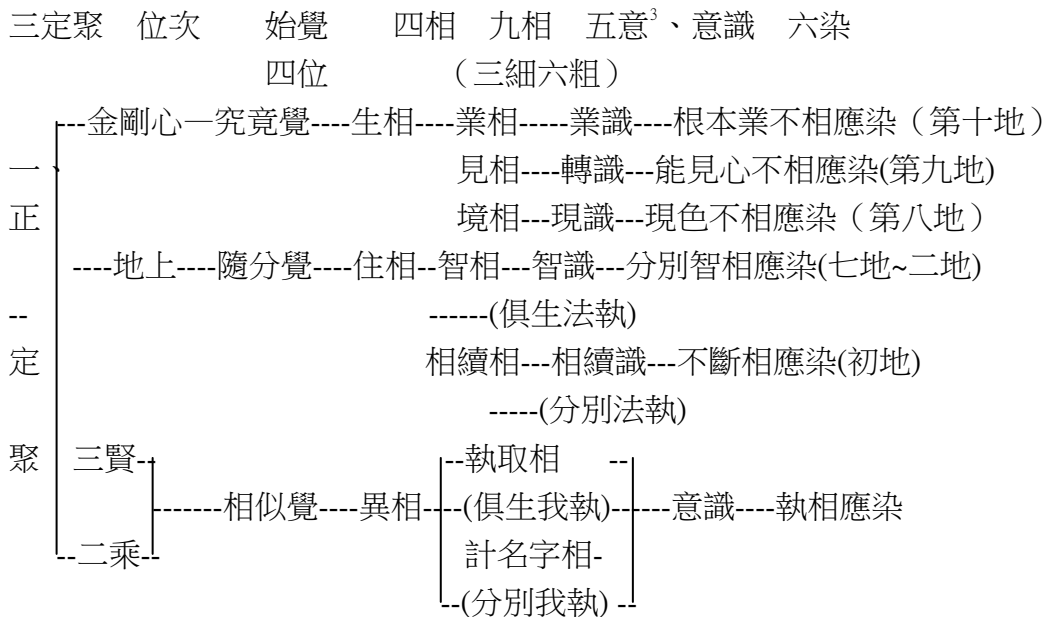 三定聚 位次 始覺 四相 九相 五意3、意識 六染
四位 （三細六粗）
---金剛心—究竟覺----生相----業相-----業識----根本業不相應染（第十地）
一、 見相----轉識---能見心不相應染(第九地)
正 境相---現識---現色不相應染（第八地）
----地上----隨分覺----住相--智相---智識---分別智相應染(七地~二地)
-- ------(俱生法執)
定 相續相---相續識---不斷相應染(初地)
-----(分別法執)
聚 三賢-- --執取相 --
-------相似覺----異相----(俱生我執)------意識----執相應染
--二乘-- 計名字相-
--(分別我執) --